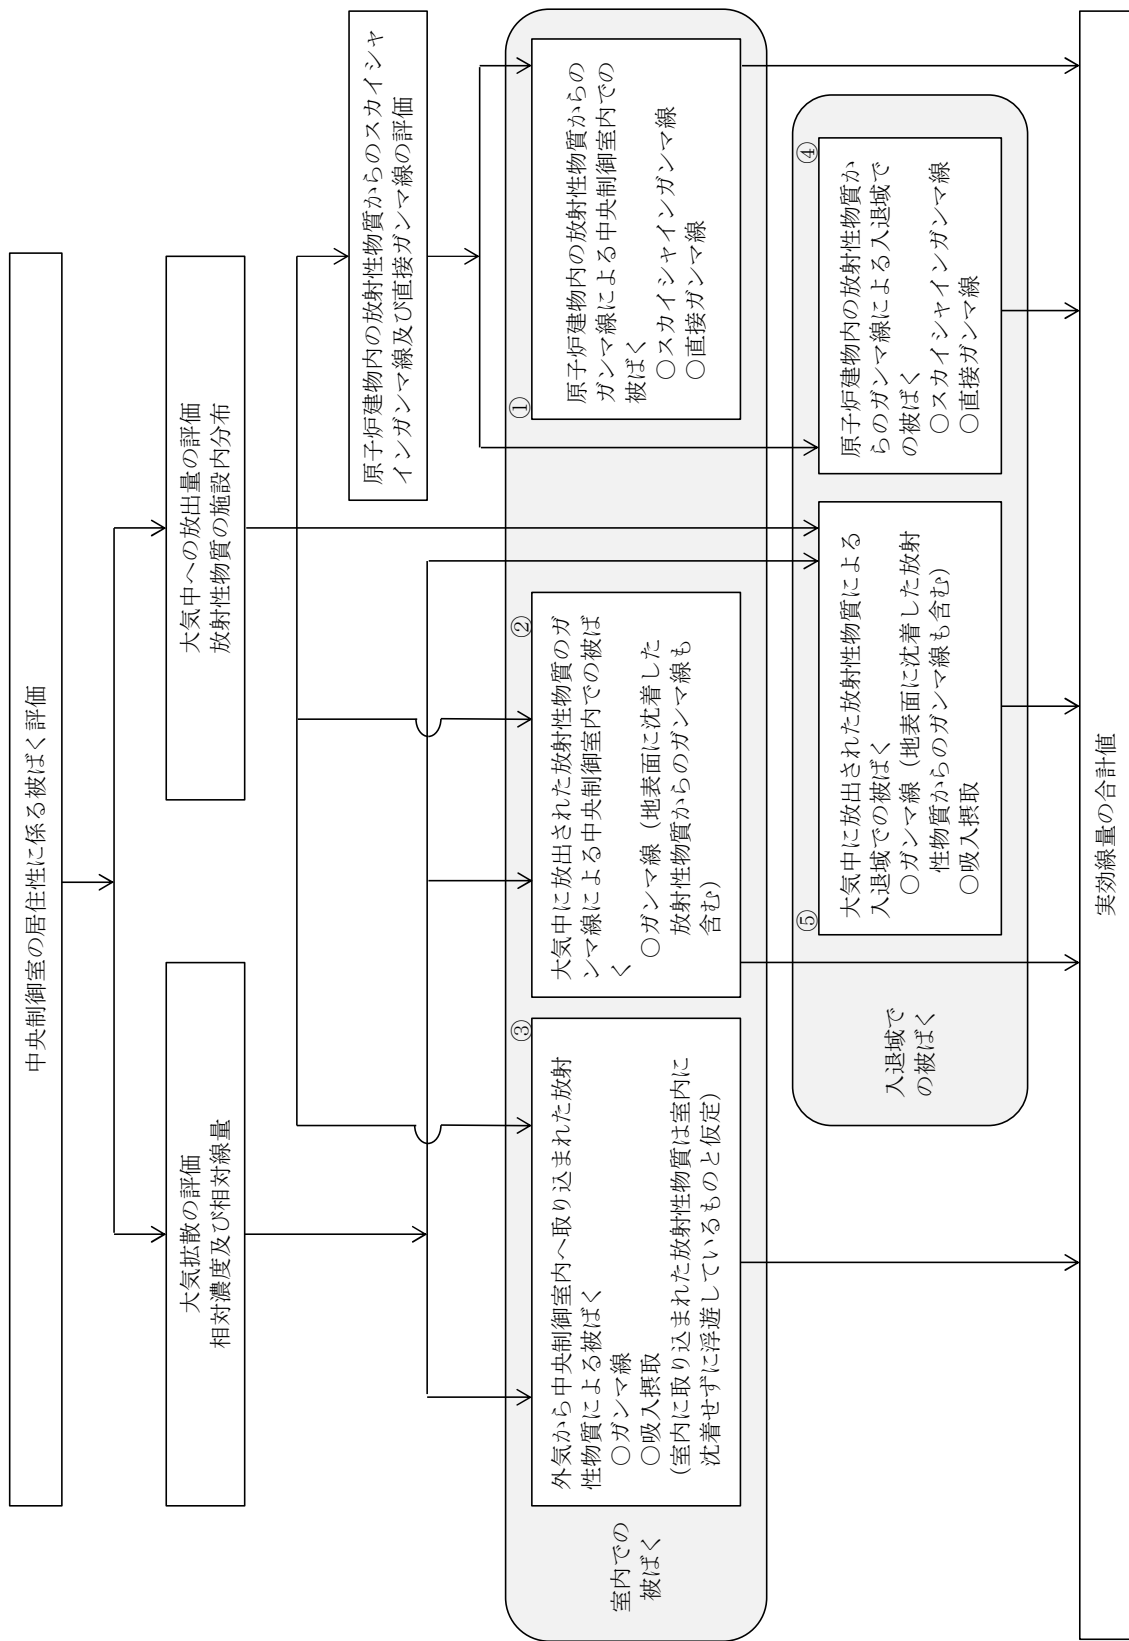 中央制御室の居住性に係る被ばく評価
大気拡散の評価
相対濃度及び相対線量
大気中への放出量の評価
放射性物質の施設内分布
原子炉建物内の放射性物質からのスカイシャ
インガンマ線及び直接ガンマ線の評価
室内での
被ばく
③
外気から中央制御室内へ取り込まれた放射
性物質による被ばく
○ガンマ線
○吸入摂取
(室内に取り込まれた放射性物質は室内に
沈着せずに浮遊しているものと仮定)
②
大気中に放出された放射性物質のガ
ンマ線による中央制御室内での被ば
く
○ガンマ線(地表面に沈着した
放射性物質からのガンマ線も
含む)
①
原子炉建物内の放射性物質からの
ガンマ線による中央制御室内での
被ばく
○スカイシャインガンマ線
○直接ガンマ線
入退域で
の被ばく
⑤
大気中に放出された放射性物質による
入退域での被ばく
○ガンマ線(地表面に沈着した放射
性物質からのガンマ線も含む)
○吸入摂取
④
原子炉建物内の放射性物質か
らのガンマ線による入退域で
の被ばく
○スカイシャインガンマ線
○直接ガンマ線
実効線量の合計値